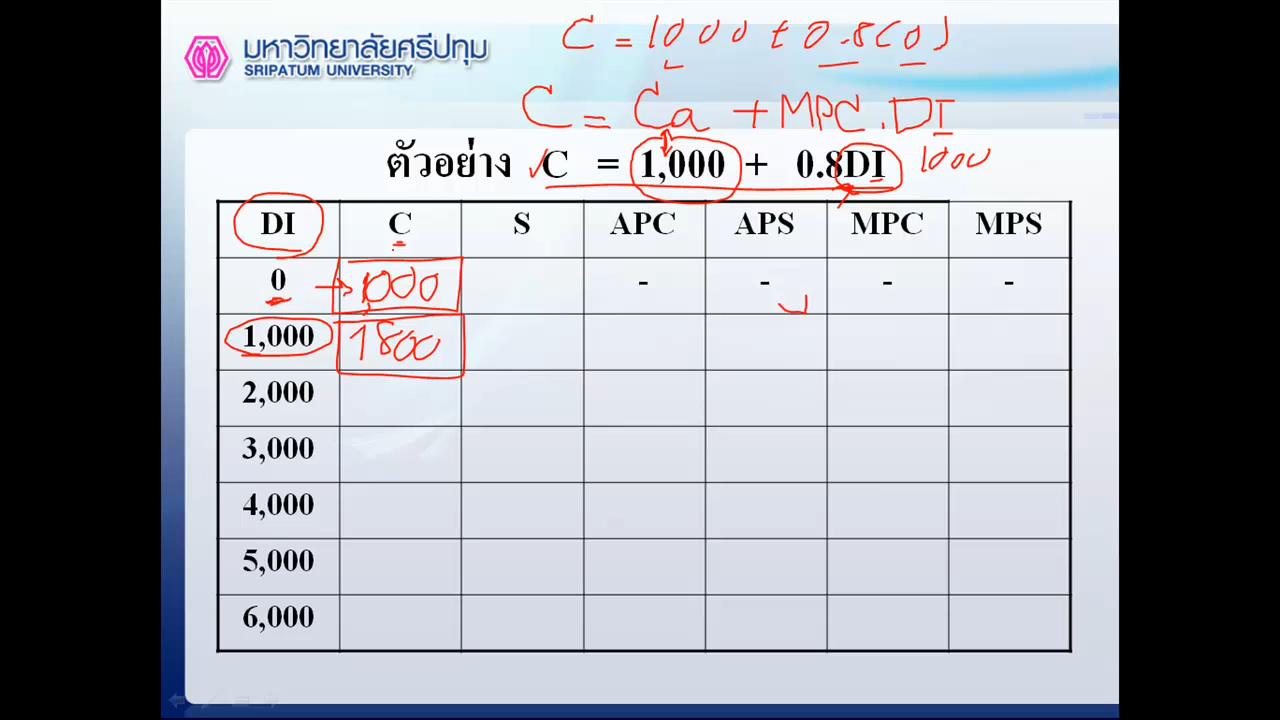 มหาวิทยาลัยศรีปทุม
SRIPATUM UNIVERSITY
C = 1000 + 0.8(0)
C = Ca + MPC.DI
ตัวอย่าง C = 1,000 + 0.8DI 1000
DI C S APC APS MPC MPS
0 1,000 - - - -
1,000 1800
2,000
3,000
4,000
5,000
6,000